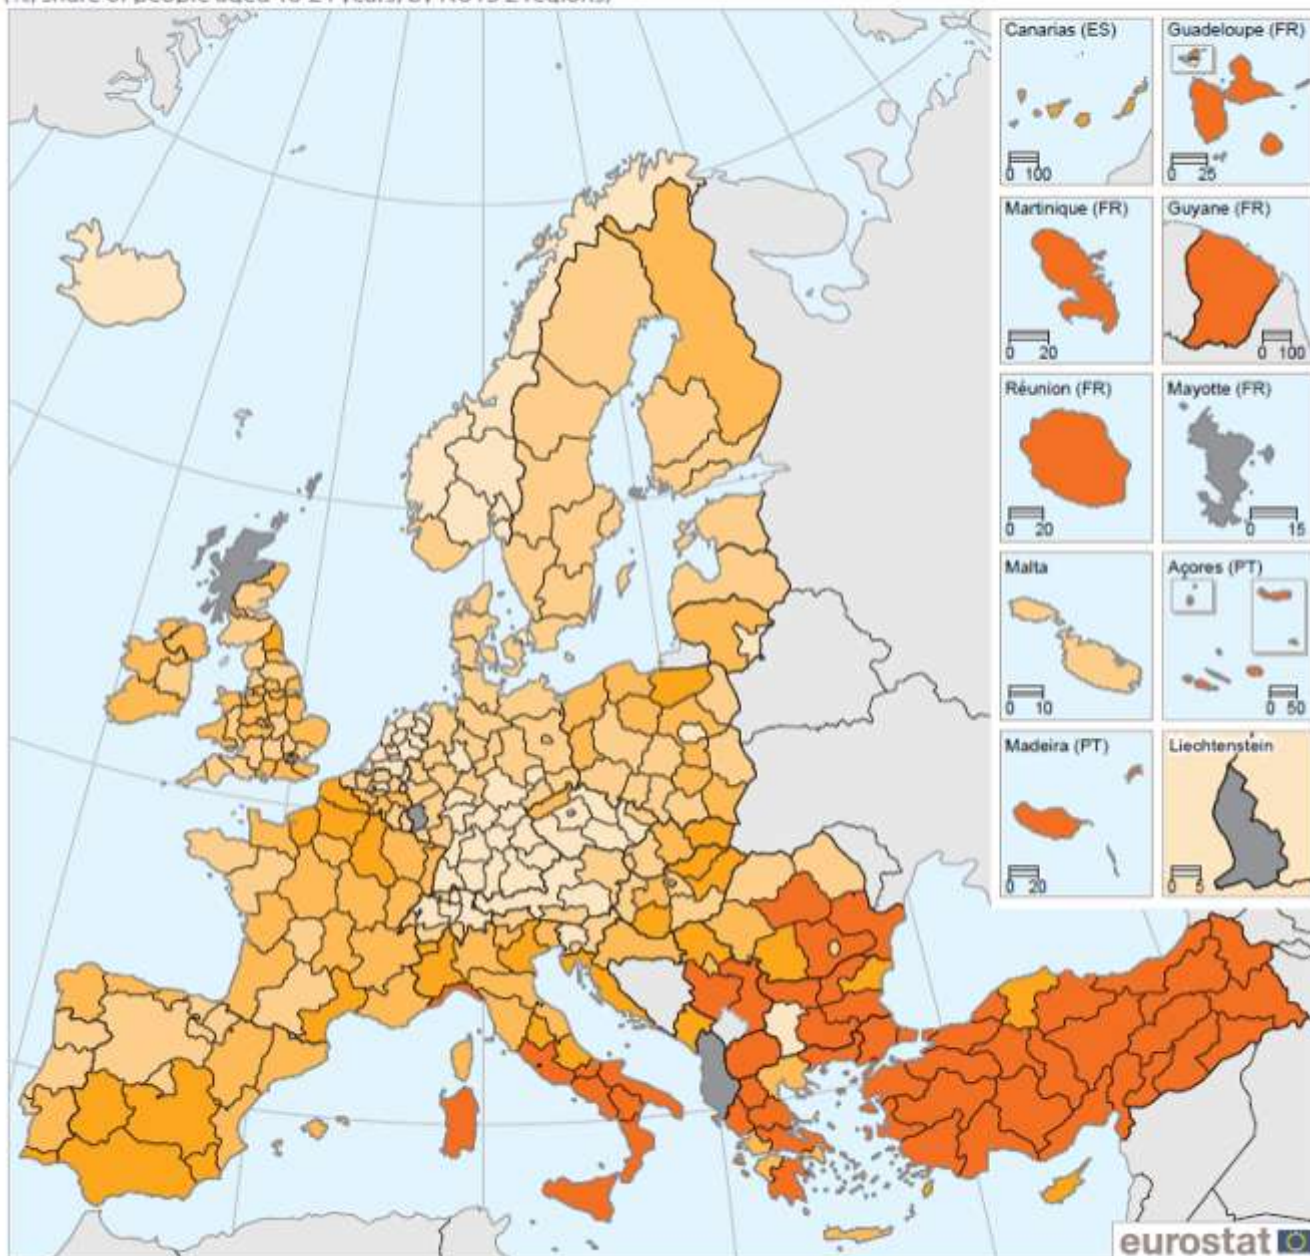 Canarias (ES)
0 100
Guadeloupe (FR)
0 25
Martinique (FR)
0 20
Guyane (FR)
0 100
Réunion (FR)
0 20
Mayotte (FR)
0 15
Malta
0 10
Açores (PT)
0 50
Madeira (PT)
0 20
Liechtenstein
0 5
eurostat